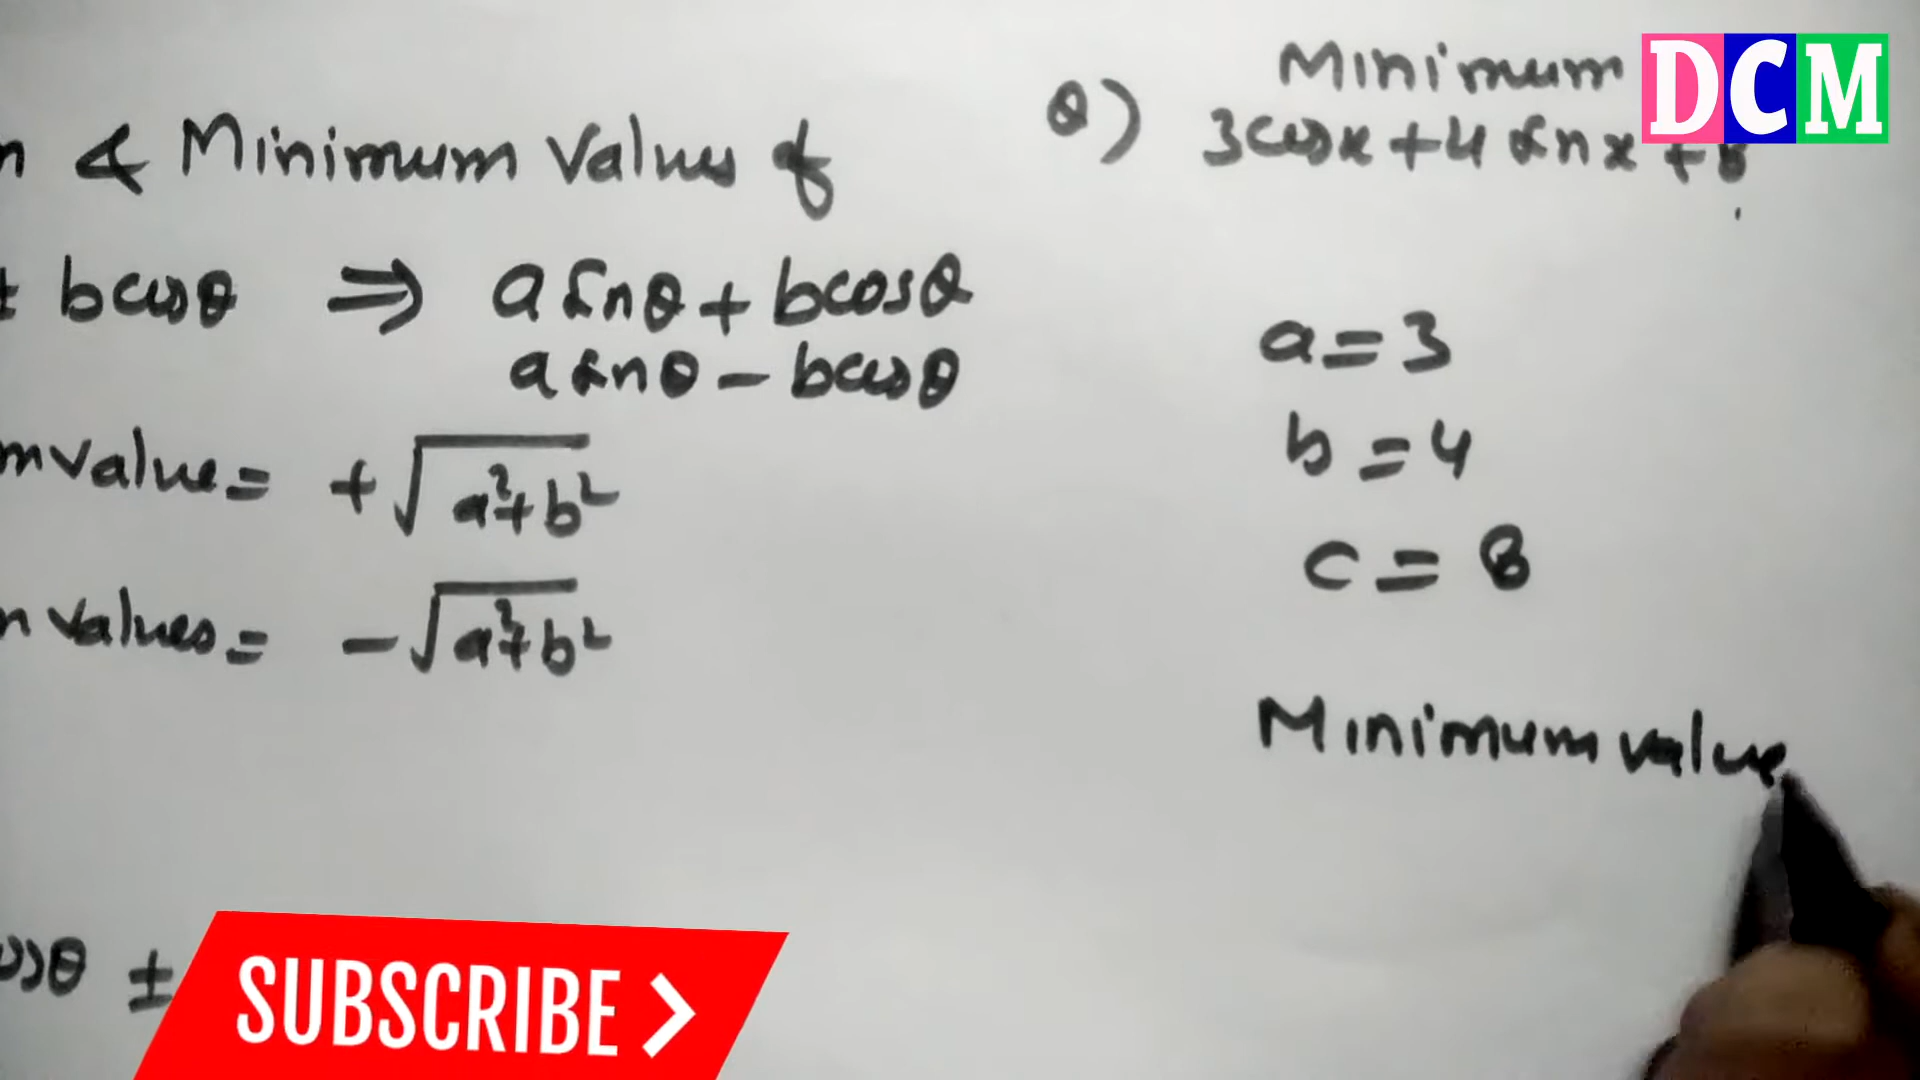 n & Minimum Values of
± bcosθ ⇒ a sinθ + bcosθ
a sinθ - bcosθ
mvalue = +√a²+b²
n values = -√a²+b²
osθ ±
SUBSCRIBE >
Q) Minimum
3cosx + 4 sinx + 8
a = 3
b = 4
c = 8
Minimum value
DCM